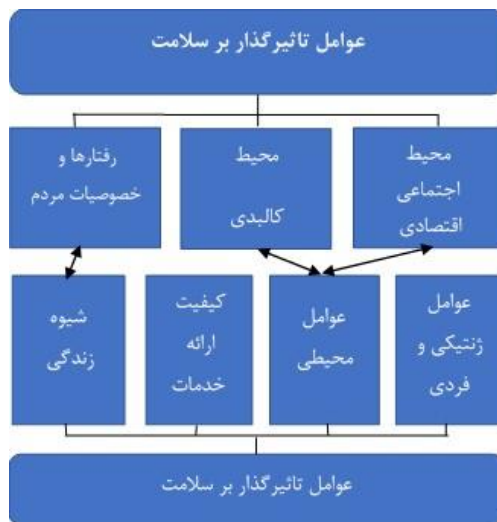 عوامل تاثیرگذار بر سلامت
محیط
اجتماعی
اقتصادی
محیط
کالبدی
رفتارها و
خصوصیات مردم
عوامل
ژنتیکی و
فردی
عوامل
محیطی
کیفیت
ارائه
خدمات
شیوه
زندگی
عوامل تاثیرگذار بر سلامت